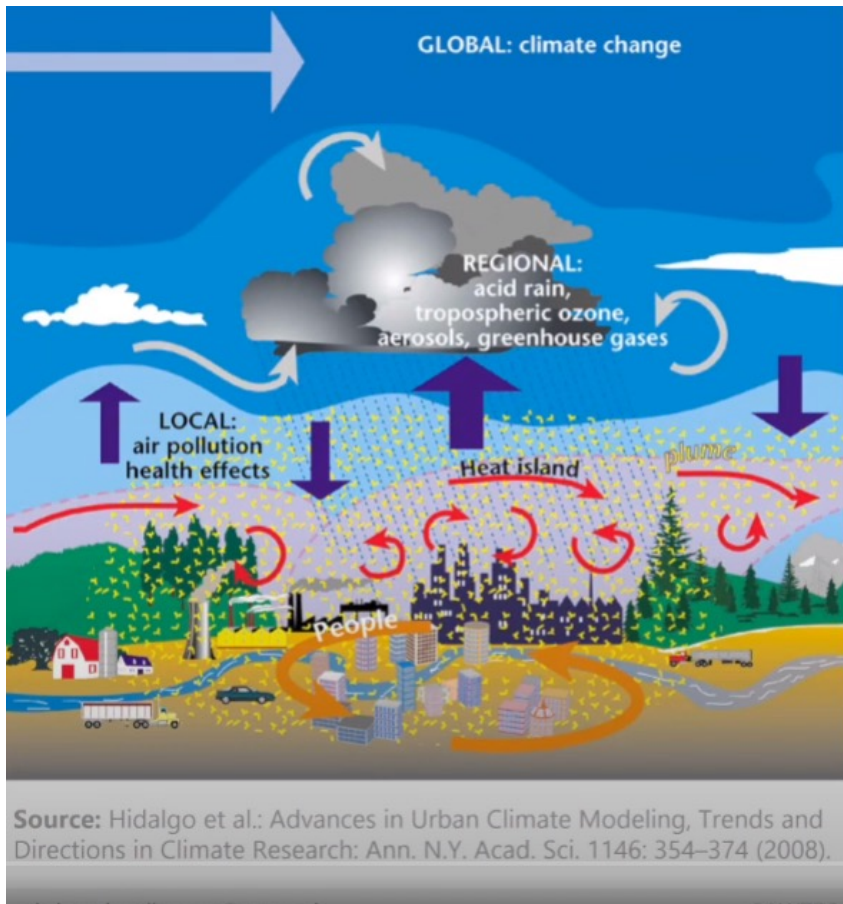 GLOBAL: climate change
REGIONAL:
acid rain,
tropospheric ozone,
aerosols, greenhouse gases
LOCAL:
air pollution
health effects
Heat island
plume
People
Source: Hidalgo et al.: Advances in Urban Climate Modeling, Trends and
Directions in Climate Research: Ann. N.Y. Acad. Sci. 1146: 354–374 (2008).